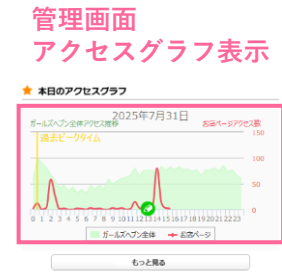 管理画面
アクセスグラフ表示
本日のアクセスグラフ
2025年7月31日
ガールズヘブン全体アクセス推移
お店ページアクセス数
過去ピークタイム
150
100
50
0
0 1 2 3 4 5 6 7 8 9 10 11 12 13 14 15 16 17 18 19 20 21 22 23
ガールズヘブン全体 お店ページ
もっと見る